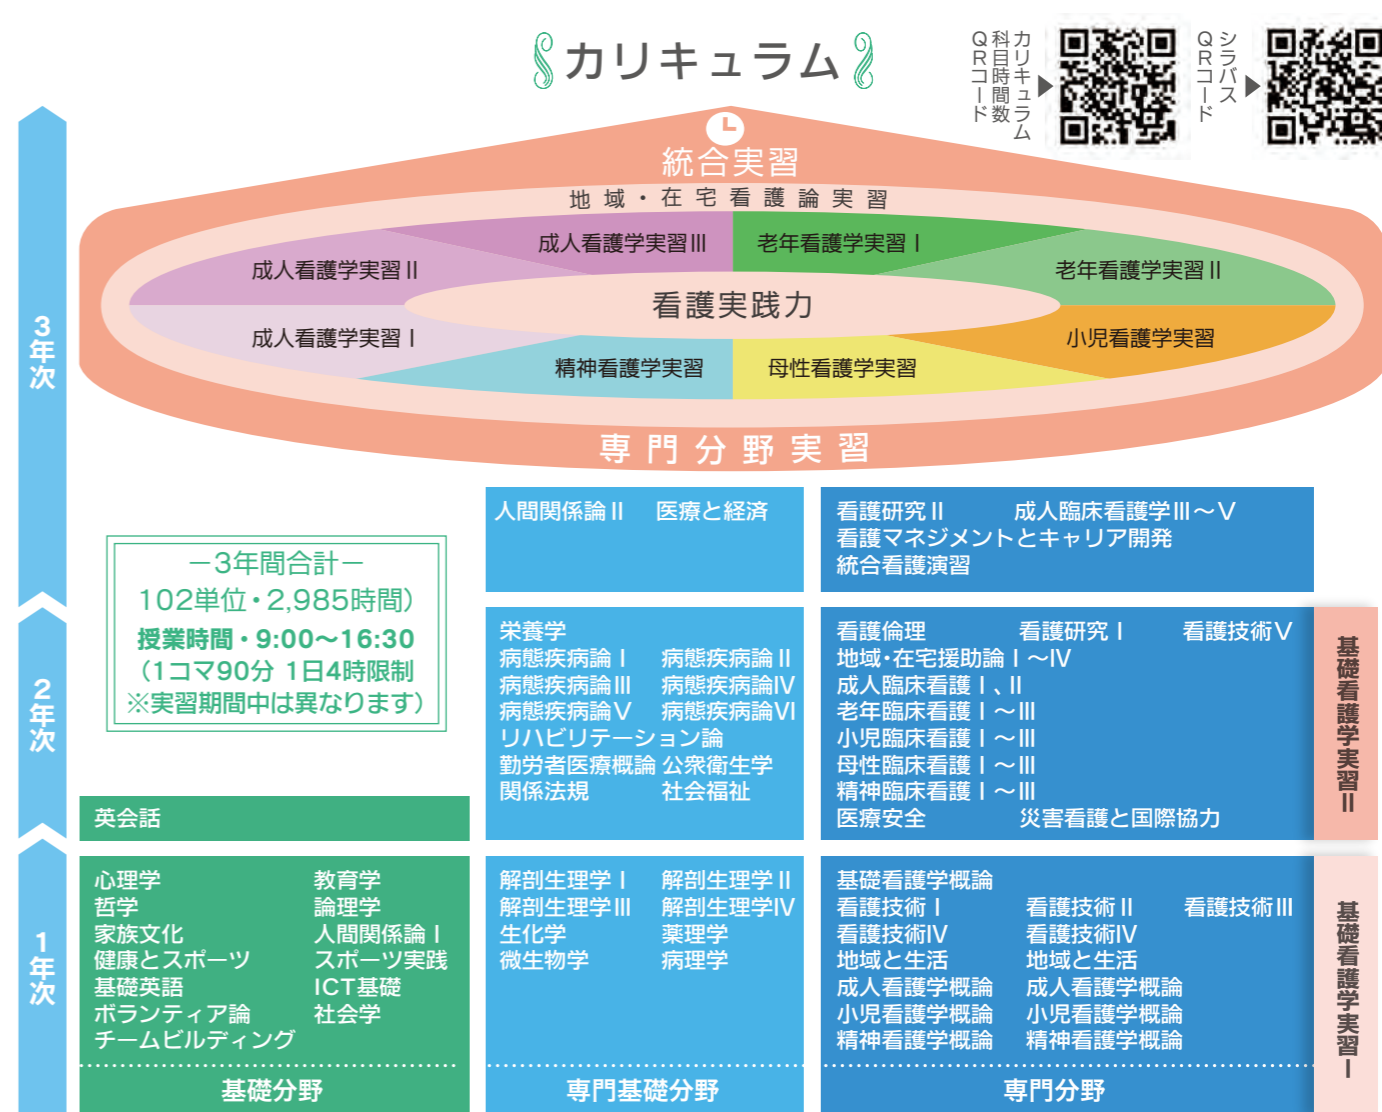 カリキュラム
カリキュラム
科目時間数
QRコード
シラバス
QRコード
統合実習
地域・在宅看護論実習
成人看護学実習Ⅲ
老年看護学実習Ⅰ
成人看護学実習Ⅱ
老年看護学実習Ⅱ
看護実践力
成人看護学実習Ⅰ
小児看護学実習
精神看護学実習
母性看護学実習
専門分野実習
3年次
人間関係論Ⅱ 医療と経済
看護研究Ⅱ 成人臨床看護学Ⅲ～Ⅴ
看護マネジメントとキャリア開発
統合看護演習
－3年間合計－
102単位・2,985時間）
授業時間・9:00～16:30
（1コマ90分 1日4時限制
※実習期間中は異なります）
2年次
英会話
栄養学
病態疾病論Ⅰ 病態疾病論Ⅱ
病態疾病論Ⅲ 病態疾病論Ⅳ
病態疾病論Ⅴ 病態疾病論Ⅵ
リハビリテーション論
勤労者医療概論 公衆衛生学
関係法規 社会福祉
看護倫理 看護研究Ⅰ 看護技術Ⅴ
地域・在宅援助論Ⅰ～Ⅳ
成人臨床看護Ⅰ、Ⅱ
老年臨床看護Ⅰ～Ⅲ
小児臨床看護Ⅰ～Ⅲ
母性臨床看護Ⅰ～Ⅲ
精神臨床看護Ⅰ～Ⅲ
医療安全 災害看護と国際協力
基礎看護学実習Ⅱ
1年次
心理学 教育学
哲学 論理学
家族文化 人間関係論Ⅰ
健康とスポーツ スポーツ実践
基礎英語 ICT基礎
ボランティア論 社会学
チームビルディング
基礎分野
解剖生理学Ⅰ 解剖生理学Ⅱ
解剖生理学Ⅲ 解剖生理学Ⅳ
生化学 薬理学
微生物学 病理学
専門基礎分野
基礎看護学概論
看護技術Ⅰ 看護技術Ⅱ 看護技術Ⅲ
看護技術Ⅳ 看護技術Ⅳ
地域と生活 地域と生活
成人看護学概論 成人看護学概論
小児看護学概論 小児看護学概論
精神看護学概論 精神看護学概論
専門分野
基礎看護学実習Ⅰ